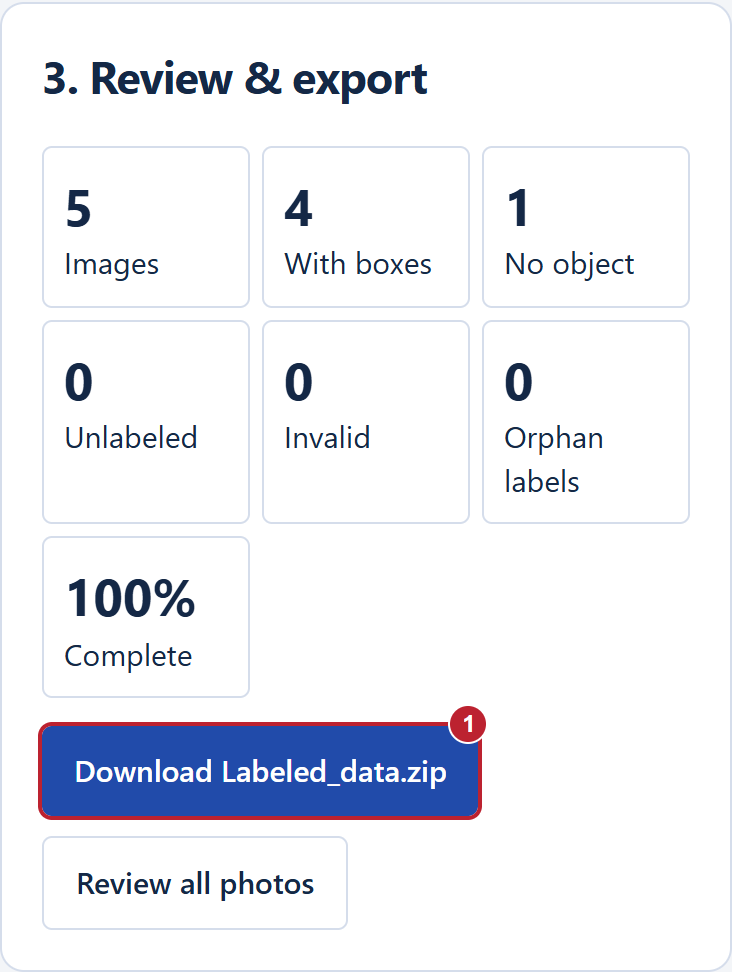 3. Review & export
5
Images
4
With boxes
1
No object
0
Unlabeled
0
Invalid
0
Orphan
labels
100%
Complete
1
Download Labeled_data.zip
Review all photos